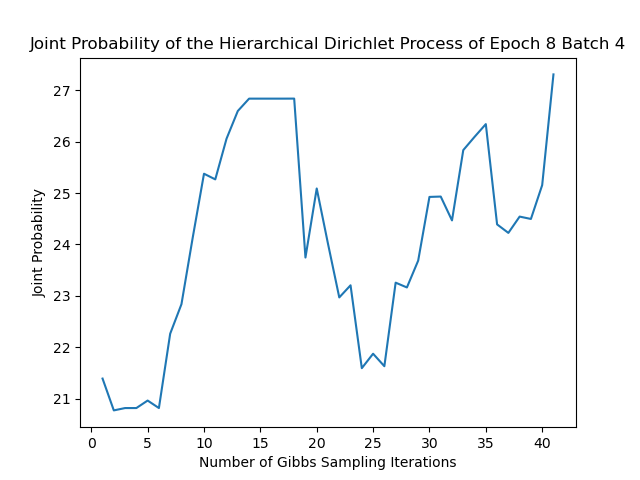 Joint Probability of the Hierarchical Dirichlet Process of Epoch 8 Batch 4
27
26
25
24
23
22
21
Joint Probability
0 5 10 15 20 25 30 35 40
Number of Gibbs Sampling Iterations